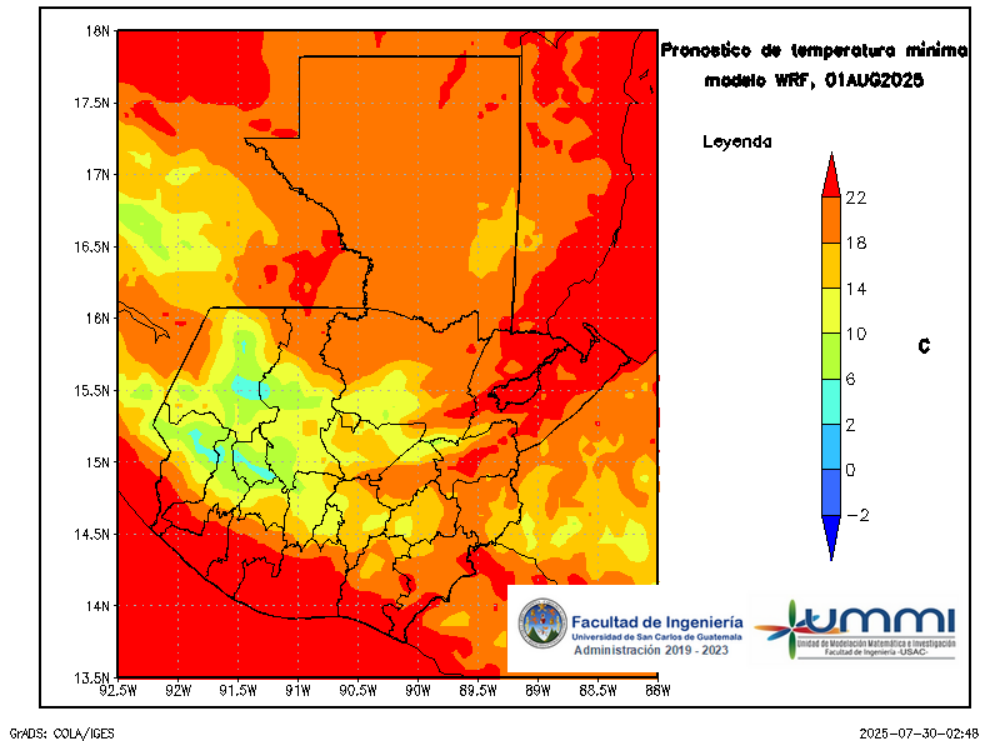 18N
17.5N
17N
16.5N
16N
15.5N
15N
14.5N
14N
13.5N
92.5W 92W 91.5W 91W 90.5W 90W 89.5W 89W 88.5W 88W
Pronostico de temperatura minima
modelo WRF, 01AUG2025
Leyenda
22
18
14
10
6
2
0
-2
C
Facultad de Ingeniería
Universidad de San Carlos de Guatemala
Administración 2019 - 2023
ummi
Unidad de Modelación Matemática e Investigación
Facultad de Ingeniería -USAC-
GrADS: COLA/IGES
2025-07-30-02:48